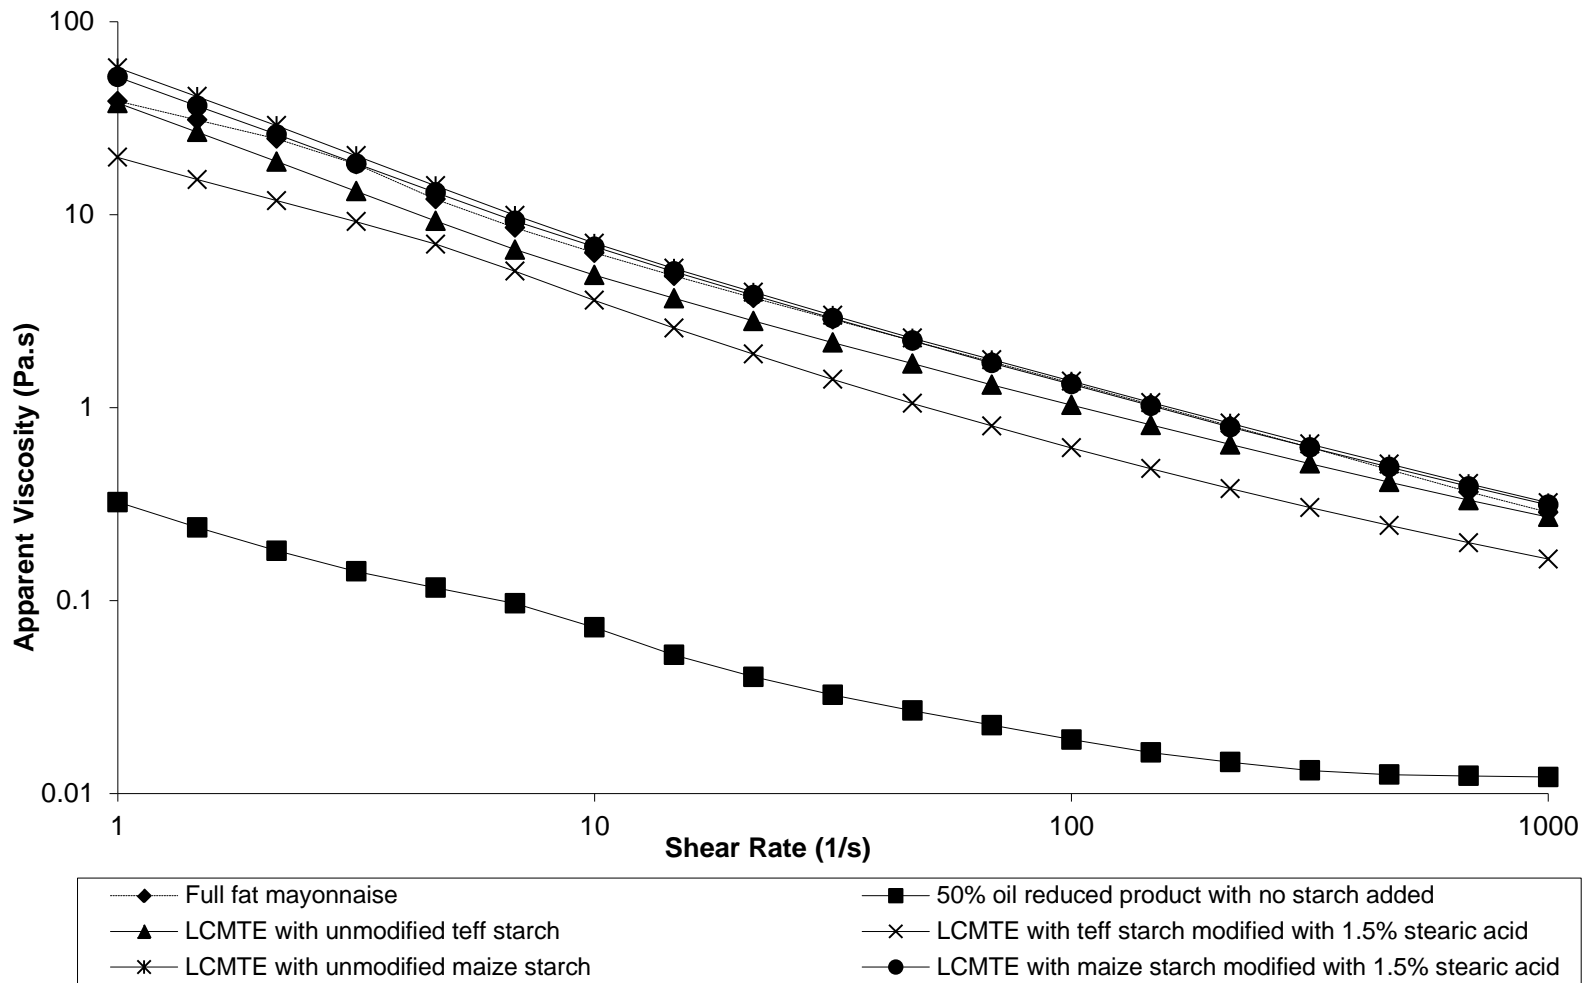 100
10
1
0.1
0.01
Apparent Viscosity (Pa.s)
1
10
100
1000
Shear Rate (1/s)
Full fat mayonnaise
50% oil reduced product with no starch added
LCMTE with unmodified teff starch
LCMTE with teff starch modified with 1.5% stearic acid
LCMTE with unmodified maize starch
LCMTE with maize starch modified with 1.5% stearic acid